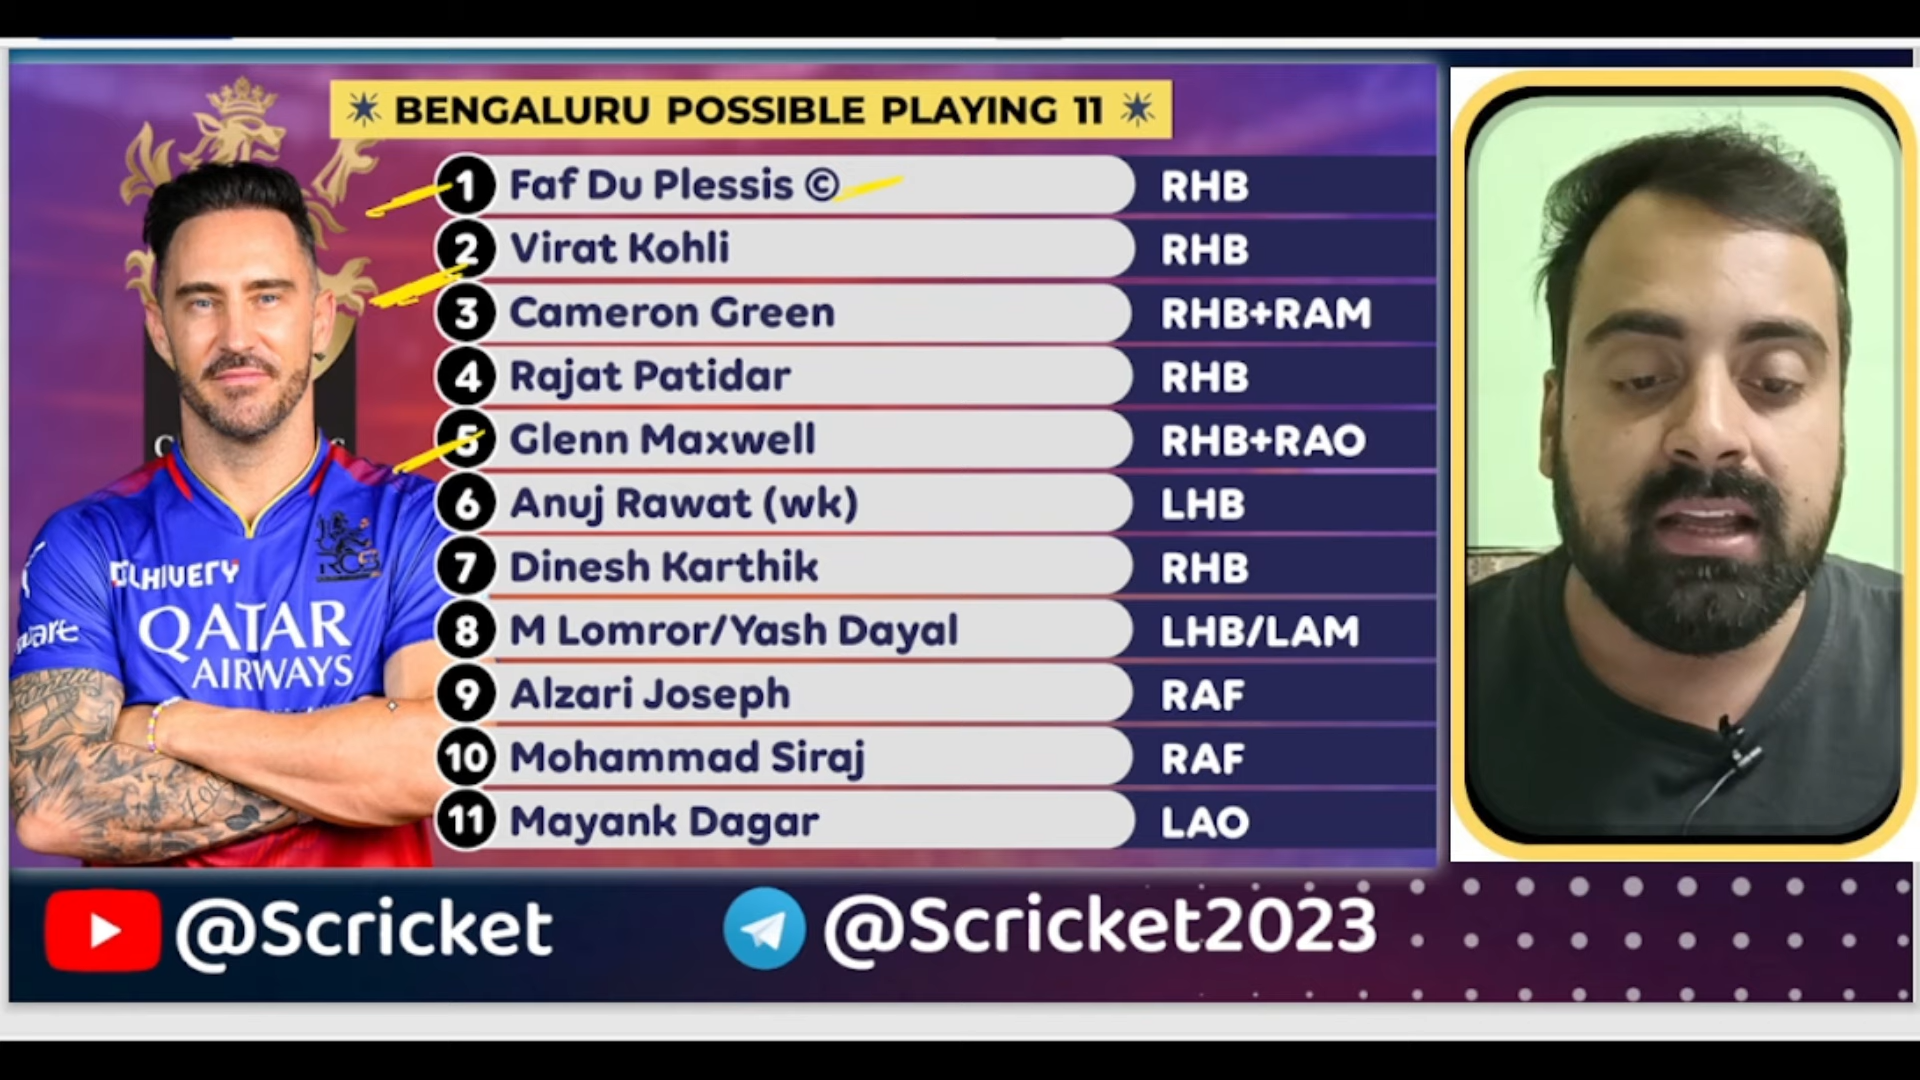 BENGALURU POSSIBLE PLAYING 11
1 Faf Du Plessis © RHB
2 Virat Kohli RHB
3 Cameron Green RHB+RAM
4 Rajat Patidar RHB
5 Glenn Maxwell RHB+RAO
6 Anuj Rawat (wk) LHB
7 Dinesh Karthik RHB
8 M Lomror/Yash Dayal LHB/LAM
9 Alzari Joseph RAF
10 Mohammad Siraj RAF
11 Mayank Dagar LAO
RCB
QATAR
AIRWAYS
@Scricket
@Scricket2023